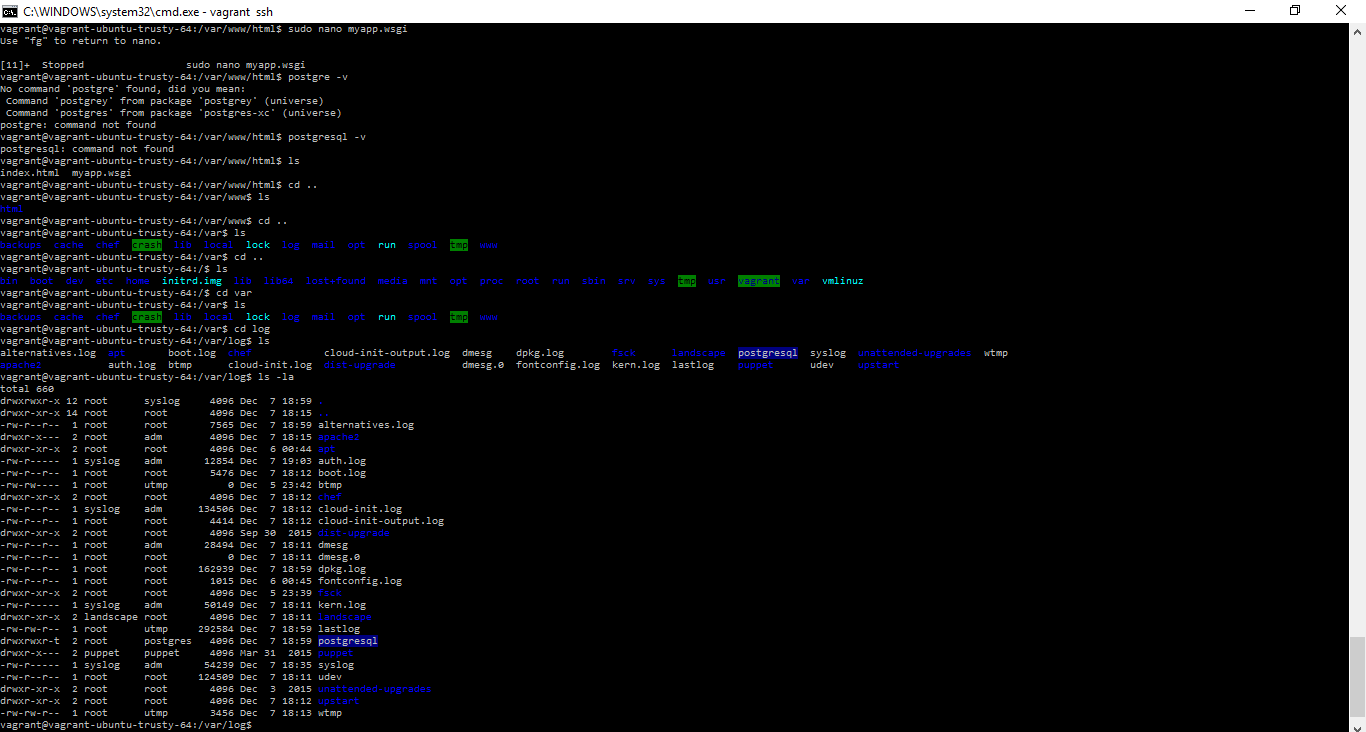 C:\WINDOWS\system32\cmd.exe - vagrant ssh
vagrant@vagrant-ubuntu-trusty-64:/var/www/html$ sudo nano myapp.wsgi
Use "fg" to return to nano.
[11]+  Stopped                 sudo nano myapp.wsgi
vagrant@vagrant-ubuntu-trusty-64:/var/www/html$ postgre -v
No command 'postgre' found, did you mean:
 Command 'postgrey' from package 'postgrey' (universe)
 Command 'postgres' from package 'postgres-xc' (universe)
postgre: command not found
vagrant@vagrant-ubuntu-trusty-64:/var/www/html$ postgresql -v
postgresql: command not found
vagrant@vagrant-ubuntu-trusty-64:/var/www/html$ ls
index.html  myapp.wsgi
vagrant@vagrant-ubuntu-trusty-64:/var/www/html$ cd ..
vagrant@vagrant-ubuntu-trusty-64:/var/www$ ls
html
vagrant@vagrant-ubuntu-trusty-64:/var/www$ cd ..
vagrant@vagrant-ubuntu-trusty-64:/var$ ls
backups  cache  chef  crash  lib  local  lock  log  mail  opt  run  spool  tmp  www
vagrant@vagrant-ubuntu-trusty-64:/var$ cd ..
vagrant@vagrant-ubuntu-trusty-64:/$ ls
bin  boot  dev  etc  home  initrd.img  lib  lib64  lost+found  media  mnt  opt  proc  root  run  sbin  srv  sys  tmp  usr  vagrant  var  vmlinuz
vagrant@vagrant-ubuntu-trusty-64:/$ cd var
vagrant@vagrant-ubuntu-trusty-64:/var$ ls
backups  cache  chef  crash  lib  local  lock  log  mail  opt  run  spool  tmp  www
vagrant@vagrant-ubuntu-trusty-64:/var$ cd log
vagrant@vagrant-ubuntu-trusty-64:/var/log$ ls
alternatives.log  apt       boot.log  chef            cloud-init-output.log  dmesg    dpkg.log        fsck      landscape  postgresql  syslog  unattended-upgrades  wtmp
apache2           auth.log  btmp      cloud-init.log  dist-upgrade           dmesg.0  fontconfig.log  kern.log  lastlog    puppet      udev    upstart
vagrant@vagrant-ubuntu-trusty-64:/var/log$ ls -la
total 660
drwxrwxr-x 12 root      syslog     4096 Dec  7 18:59 .
drwxr-xr-x 14 root      root       4096 Dec  7 18:15 ..
-rw-r--r--  1 root      root       7565 Dec  7 18:59 alternatives.log
drwxr-x---  2 root      adm        4096 Dec  7 18:15 apache2
drwxr-xr-x  2 root      root       4096 Dec  6 00:44 apt
-rw-r-----  1 syslog    adm       12854 Dec  7 19:03 auth.log
-rw-r--r--  1 root      root       5476 Dec  7 18:12 boot.log
-rw-rw----  1 root      utmp          0 Dec  5 23:42 btmp
drwxr-xr-x  2 root      root       4096 Dec  7 18:12 chef
-rw-r--r--  1 syslog    adm      134506 Dec  7 18:12 cloud-init.log
-rw-r--r--  1 root      root       4414 Dec  7 18:12 cloud-init-output.log
drwxr-xr-x  2 root      root       4096 Sep 30  2015 dist-upgrade
-rw-r--r--  1 root      adm       28494 Dec  7 18:11 dmesg
-rw-r--r--  1 root      root          0 Dec  7 18:11 dmesg.0
-rw-r--r--  1 root      root     162939 Dec  7 18:59 dpkg.log
-rw-r--r--  1 root      root       1015 Dec  6 00:45 fontconfig.log
drwxr-xr-x  2 root      root       4096 Dec  5 23:39 fsck
-rw-r-----  1 syslog    adm       50149 Dec  7 18:11 kern.log
drwxr-xr-x  2 landscape root       4096 Dec  7 18:11 landscape
-rw-rw-r--  1 root      utmp     292584 Dec  7 18:59 lastlog
drwxrwxr-t  2 root      postgres   4096 Dec  7 18:59 postgresql
drwxr-x---  2 puppet    puppet     4096 Mar 31  2015 puppet
-rw-r-----  1 syslog    adm       54239 Dec  7 18:35 syslog
-rw-r--r--  1 root      root     124509 Dec  7 18:11 udev
drwxr-xr-x  2 root      root       4096 Dec  3  2015 unattended-upgrades
drwxr-xr-x  2 root      root       4096 Dec  7 18:12 upstart
-rw-rw-r--  1 root      utmp       3456 Dec  7 18:13 wtmp
vagrant@vagrant-ubuntu-trusty-64:/var/log$